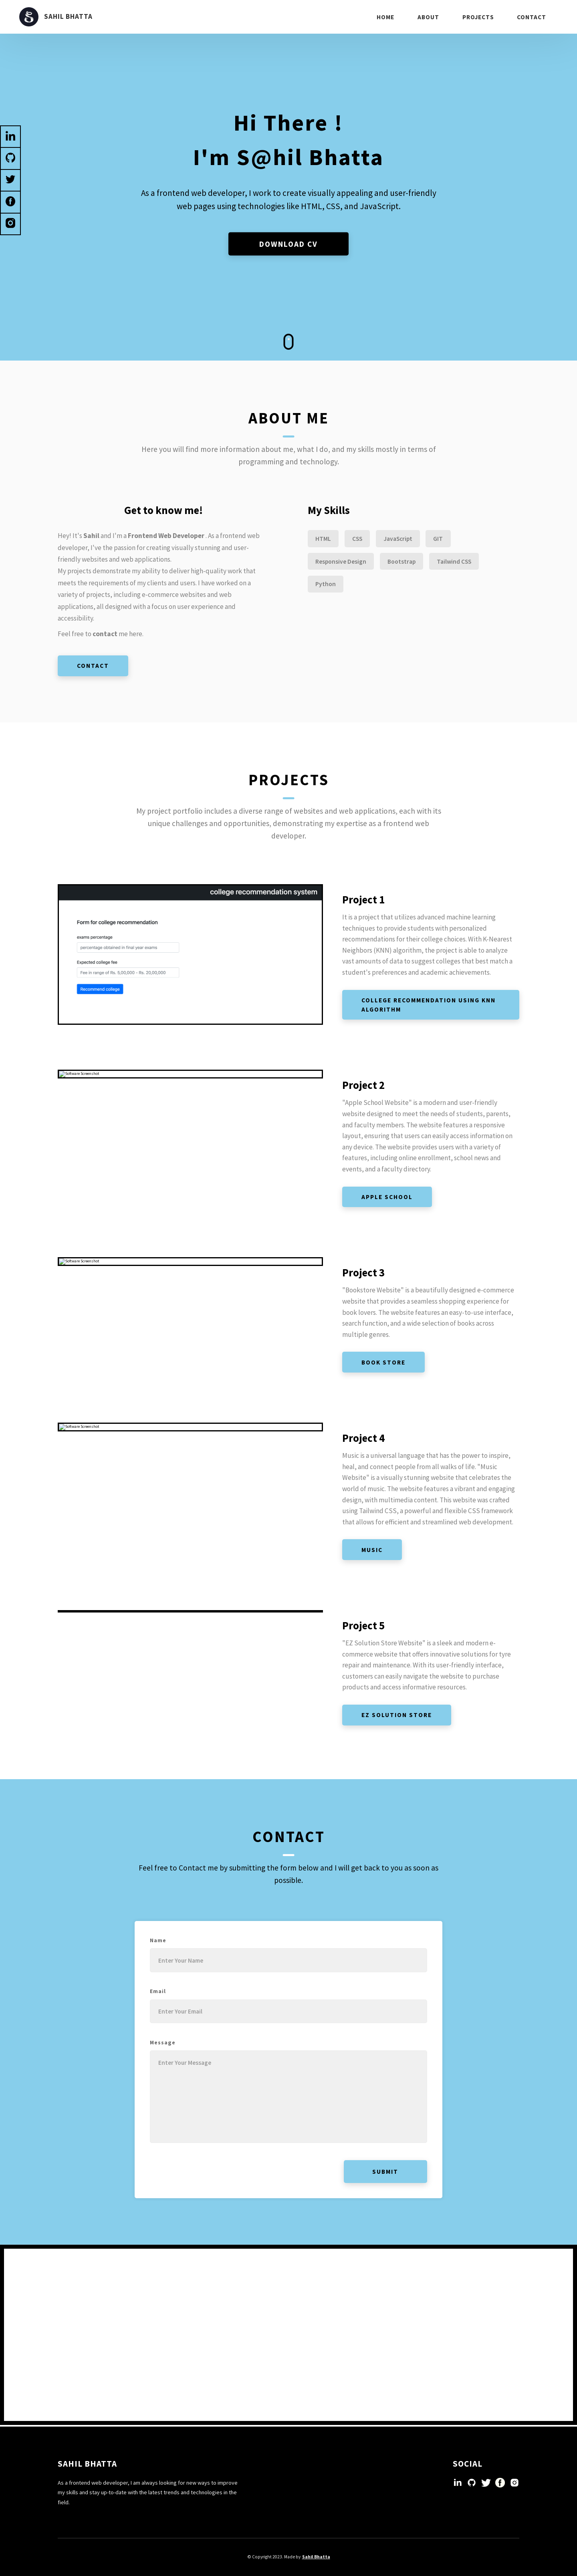 SAHIL BHATTA
HOME ABOUT PROJECTS CONTACT
Hi There !
I'm S@hil Bhatta
As a frontend web developer, I work to create visually appealing and user-friendly
web pages using technologies like HTML, CSS, and JavaScript.
DOWNLOAD CV
ABOUT ME
Here you will find more information about me, what I do, and my skills mostly in terms of
programming and technology.
Get to know me!
Hey! It's Sahil and I'm a Frontend Web Developer . As a frontend web
developer, I've the passion for creating visually stunning and user-
friendly websites and web applications.
My projects demonstrate my ability to deliver high-quality work that
meets the requirements of my clients and users. I have worked on a
variety of projects, including e-commerce websites and web
applications, all designed with a focus on user experience and
accessibility.
Feel free to contact me here.
CONTACT
My Skills
HTML CSS JavaScript GIT
Responsive Design Bootstrap Tailwind CSS
Python
PROJECTS
My project portfolio includes a diverse range of websites and web applications, each with its
unique challenges and opportunities, demonstrating my expertise as a frontend web
developer.
college recommendation system
Form for college recommendation
exams percentage
percentage obtained in final year exams
Expected college fee
Fee in range of Rs. 5,00,000 - Rs. 20,00,000
Recommend college
Project 1
It is a project that utilizes advanced machine learning
techniques to provide students with personalized
recommendations for their college choices. With K-Nearest
Neighbors (KNN) algorithm, the project is able to analyze
vast amounts of data to suggest colleges that best match a
student's preferences and academic achievements.
COLLEGE RECOMMENDATION USING KNN
ALGORITHM
Software Screenshot
Project 2
"Apple School Website" is a modern and user-friendly
website designed to meet the needs of students, parents,
and faculty members. The website features a responsive
layout, ensuring that users can easily access information on
any device. The website provides users with a variety of
features, including online enrollment, school news and
events, and a faculty directory.
APPLE SCHOOL
Software Screenshot
Project 3
"Bookstore Website" is a beautifully designed e-commerce
website that provides a seamless shopping experience for
book lovers. The website features an easy-to-use interface,
search function, and a wide selection of books across
multiple genres.
BOOK STORE
Software Screenshot
Project 4
Music is a universal language that has the power to inspire,
heal, and connect people from all walks of life. "Music
Website" is a visually stunning website that celebrates the
world of music. The website features a vibrant and engaging
design, with multimedia content. This website was crafted
using Tailwind CSS, a powerful and flexible CSS framework
that allows for efficient and streamlined web development.
MUSIC
Project 5
"EZ Solution Store Website" is a sleek and modern e-
commerce website that offers innovative solutions for tyre
repair and maintenance. With its user-friendly interface,
customers can easily navigate the website to purchase
products and access informative resources.
EZ SOLUTION STORE
CONTACT
Feel free to Contact me by submitting the form below and I will get back to you as soon as
possible.
Name
Enter Your Name
Email
Enter Your Email
Message
Enter Your Message
SUBMIT
SAHIL BHATTA
As a frontend web developer, I am always looking for new ways to improve
my skills and stay up-to-date with the latest trends and technologies in the
field.
SOCIAL
© Copyright 2023. Made by Sahil Bhatta